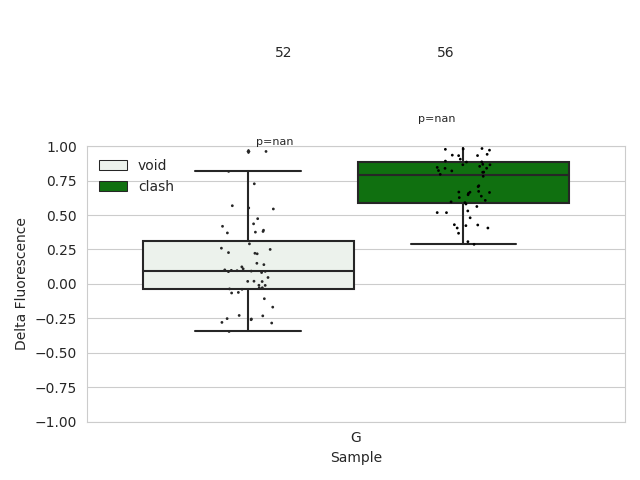 52 56
p=nan
p=nan
void
clash
1.00
0.75
0.50
0.25
0.00
−0.25
−0.50
−0.75
−1.00
Delta Fluorescence
G
Sample